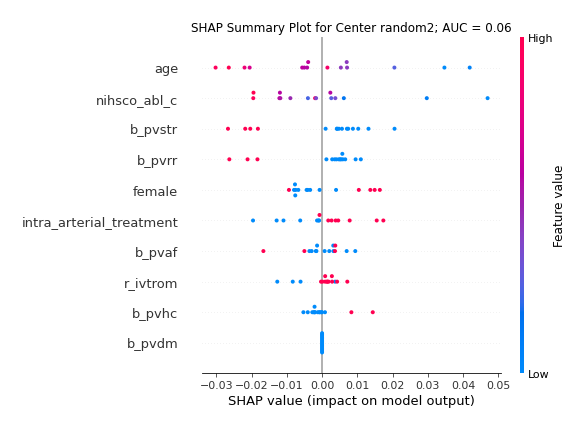 SHAP Summary Plot for Center random2; AUC = 0.06
High
age
nihsco_abl_c
b_pvstr
b_pvrr
female
intra_arterial_treatment
b_pvaf
r_ivtrom
b_pvhc
b_pvdm
Feature value
Low
−0.03 −0.02 −0.01 0.00 0.01 0.02 0.03 0.04 0.05
SHAP value (impact on model output)